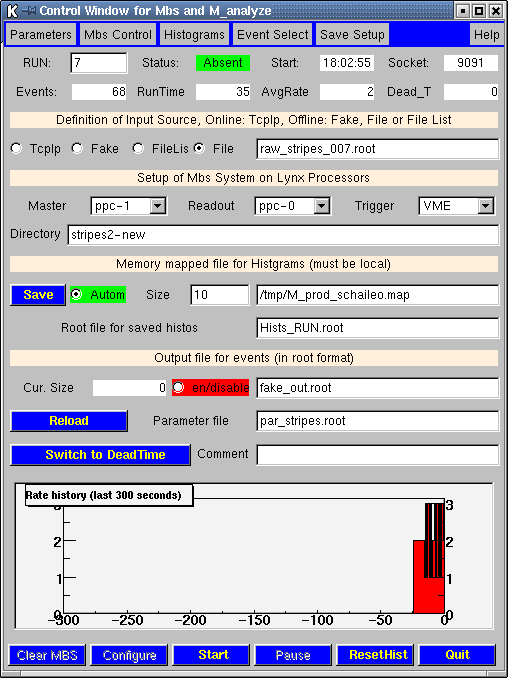 Control Window for Mbs and M_analyze
Parameters Mbs Control Histograms Event Select Save Setup Help
RUN: 7 Status: Absent Start: 18:02:55 Socket: 9091
Events: 68 RunTime 35 AvgRate 2 Dead_T 0
Definition of Input Source, Online: TcpIp, Offline: Fake, File or File List
TcpIp Fake FileLis File raw_stripes_007.root
Setup of Mbs System on Lynx Processors
Master ppc-1 Readout ppc-0 Trigger VME
Directory stripes2-new
Memory mapped file for Histgrams (must be local)
Save Autom Size 10 /tmp/M_prod_schaileo.map
Root file for saved histos Hists_RUN.root
Output file for events (in root format)
Cur. Size 0 en/disable fake_out.root
Reload Parameter file par_stripes.root
Switch to DeadTime Comment
Rate history (last 300 seconds)
3 3
2 2
1 1
0 0
-300 -250 -200 -150 -100 -50 0
Clear MBS Configure Start Pause ResetHist Quit